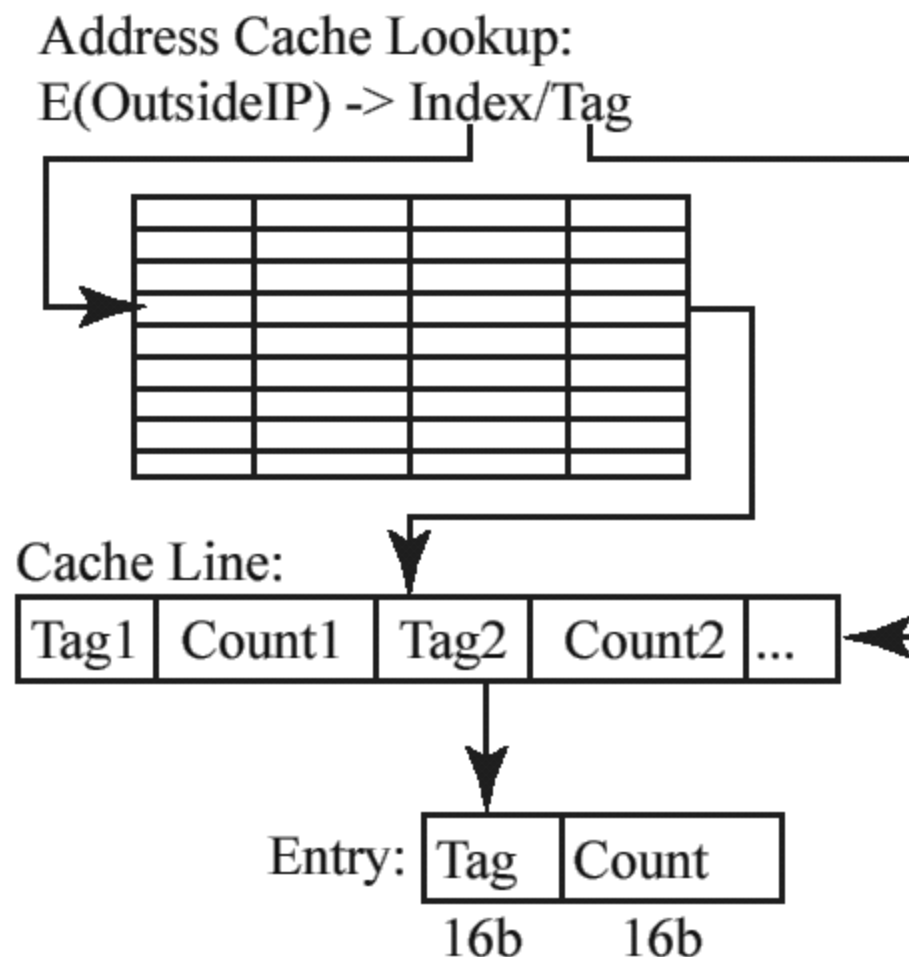 Address Cache Lookup:
E(OutsideIP) -> Index/Tag
Cache Line:
Tag1 Count1 Tag2 Count2 ...
Entry: Tag Count
16b 16b